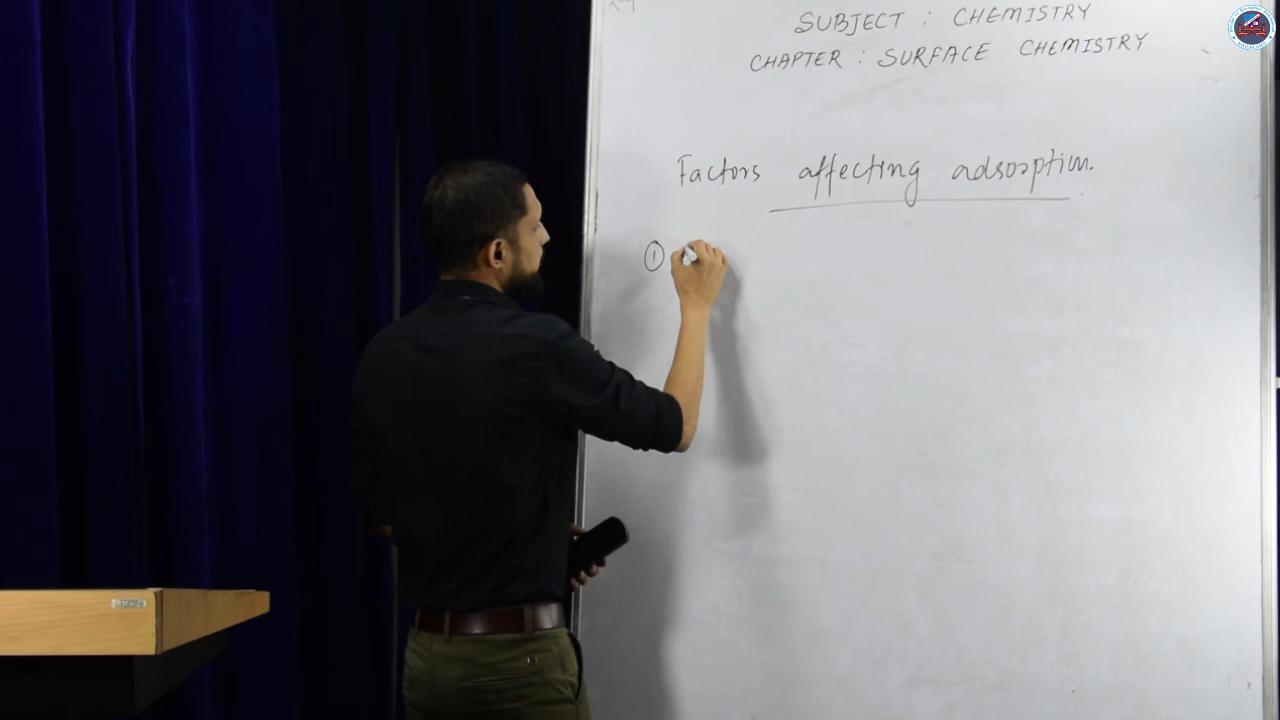 SUBJECT : CHEMISTRY
CHAPTER : SURFACE CHEMISTRY
Factors affecting adsorption.
①